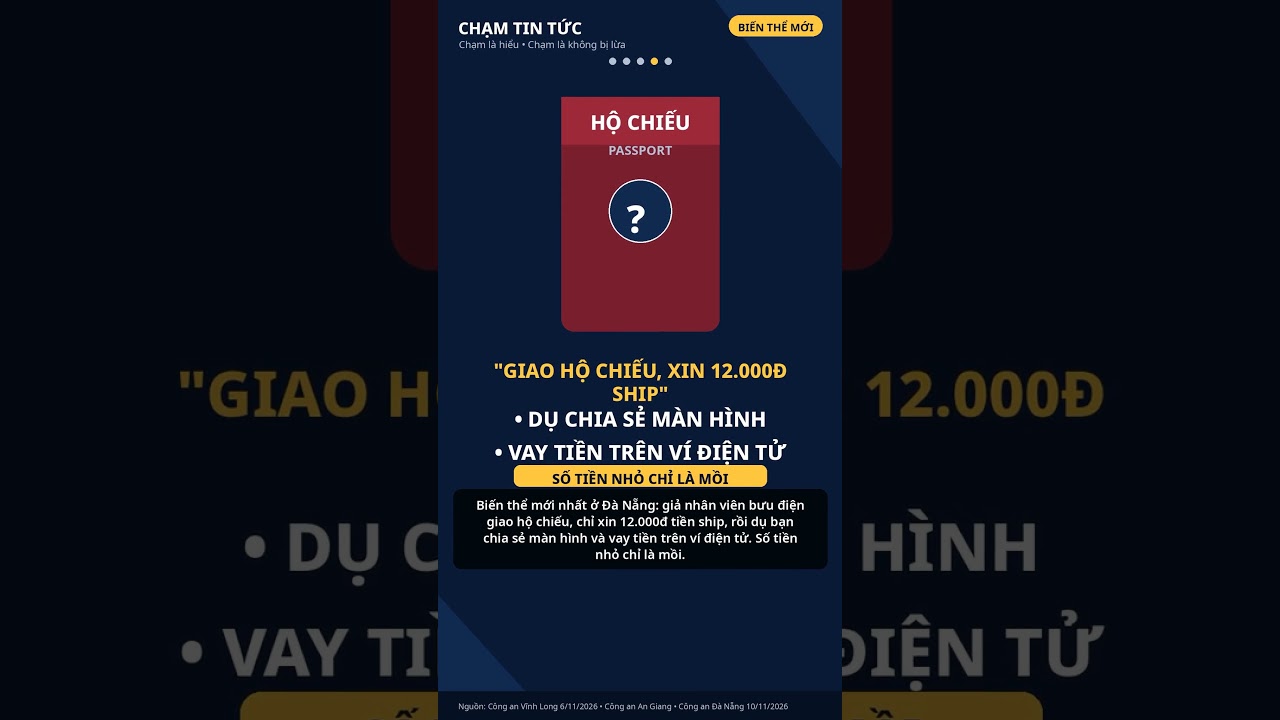 CHẠM TIN TỨC
Chạm là hiểu • Chạm là không bị lừa
BIẾN THỂ MỚI
HỘ CHIẾU
PASSPORT
?
"GIAO HỘ CHIẾU, XIN 12.000Đ
SHIP"
• DỤ CHIA SẺ MÀN HÌNH
• VAY TIỀN TRÊN VÍ ĐIỆN TỬ
SỐ TIỀN NHỎ CHỈ LÀ MỒI
Biến thể mới nhất ở Đà Nẵng: giả nhân viên bưu điện
giao hộ chiếu, chỉ xin 12.000đ tiền ship, rồi dụ bạn
chia sẻ màn hình và vay tiền trên ví điện tử. Số tiền
nhỏ chỉ là mồi.
Nguồn: Công an Vĩnh Long 6/11/2026 • Công an An Giang • Công an Đà Nẵng 10/11/2026